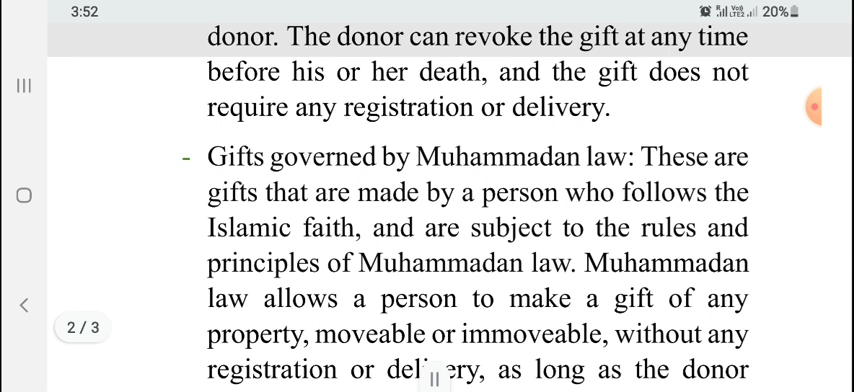 3:52
R Vo)) LTE2 20%
donor. The donor can revoke the gift at any time
before his or her death, and the gift does not
require any registration or delivery.
- Gifts governed by Muhammadan law: These are
gifts that are made by a person who follows the
Islamic faith, and are subject to the rules and
principles of Muhammadan law. Muhammadan
law allows a person to make a gift of any
property, moveable or immoveable, without any
2 / 3
registration or delivery, as long as the donor